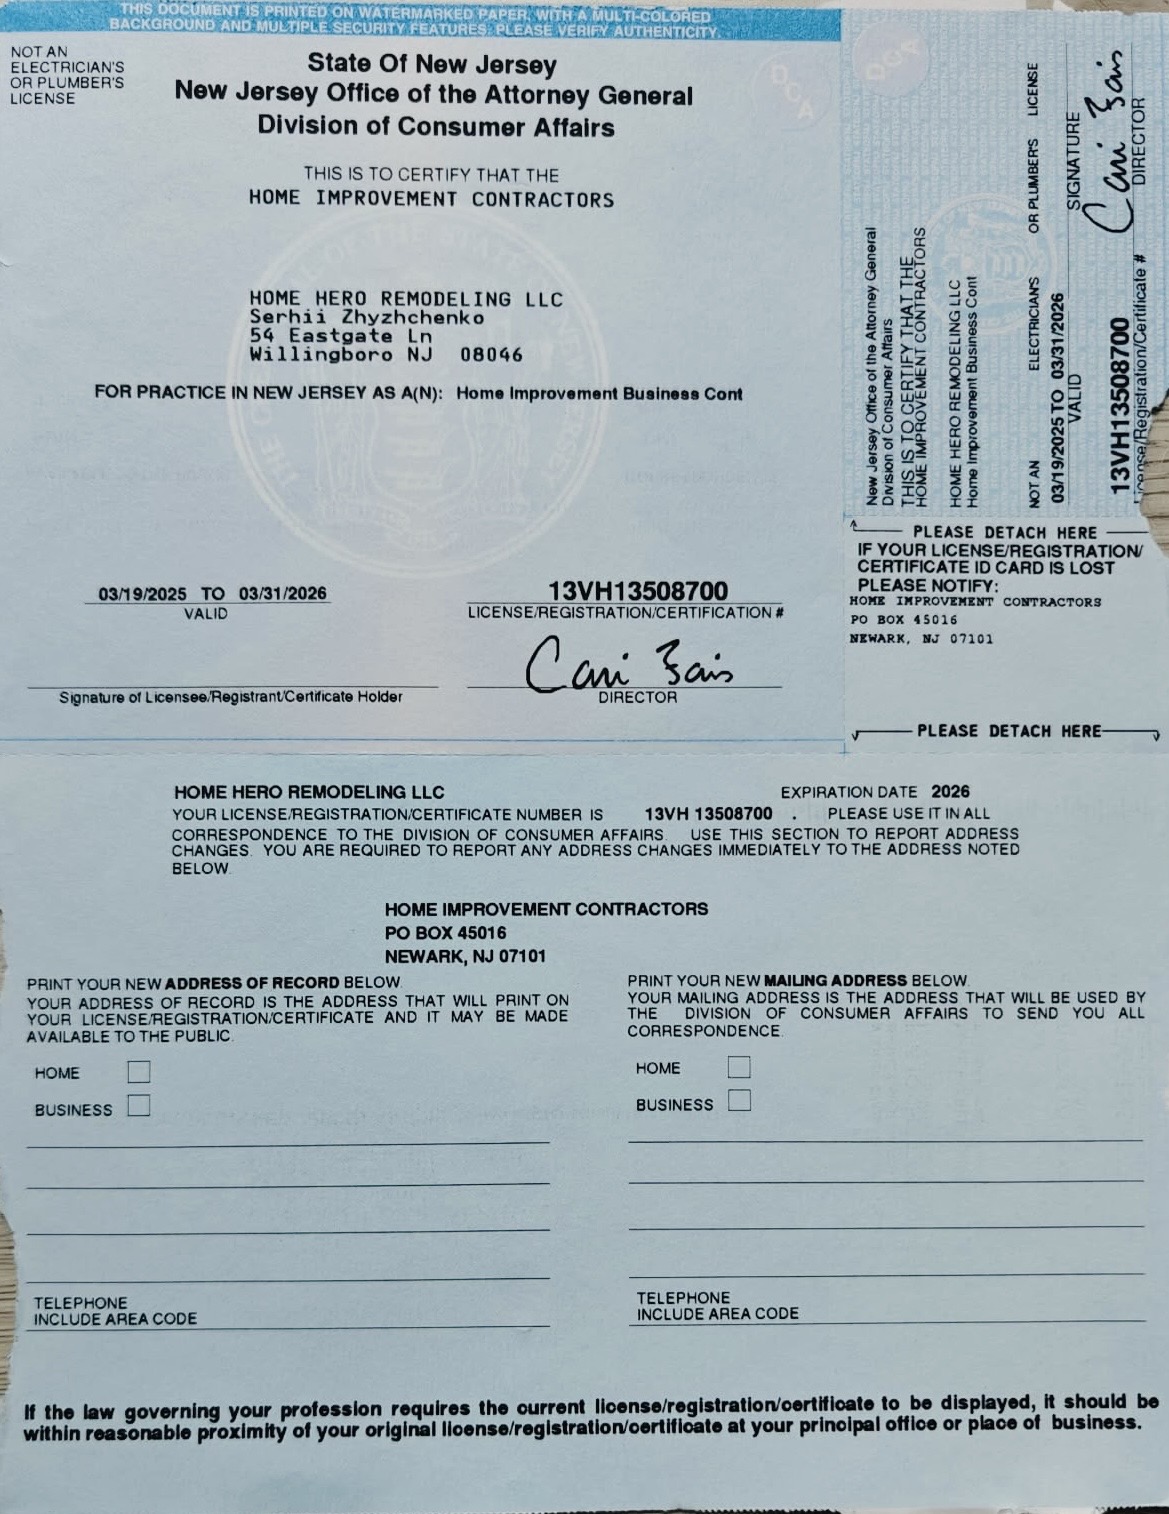 THIS DOCUMENT IS PRINTED ON WATERMARKED PAPER, WITH A MULTI-COLORED
BACKGROUND AND MULTIPLE SECURITY FEATURES. PLEASE VERIFY AUTHENTICITY.
NOT AN
ELECTRICIAN'S
OR PLUMBER'S
LICENSE
State Of New Jersey
New Jersey Office of the Attorney General
Division of Consumer Affairs
DCA
THIS IS TO CERTIFY THAT THE
HOME IMPROVEMENT CONTRACTORS
HOME HERO REMODELING LLC
Serhii Zhyzhchenko
54 Eastgate Ln
Willingboro NJ 08046
FOR PRACTICE IN NEW JERSEY AS A(N): Home Improvement Business Cont
03/19/2025 TO 03/31/2026
VALID
13VH13508700
LICENSE/REGISTRATION/CERTIFICATION #
Signature of Licensee/Registrant/Certificate Holder
Cari Fais
DIRECTOR
DCA
New Jersey Office of the Attorney General
Division of Consumer Affairs
THIS IS TO CERTIFY THAT THE
HOME IMPROVEMENT CONTRACTORS
HOME HERO REMODELING LLC
Home Improvement Business Cont
NOT AN ELECTRICIAN'S OR PLUMBER'S LICENSE
03/19/2025 TO 03/31/2026
VALID
SIGNATURE
Cari Fais
DIRECTOR
13VH13508700
License/Registration/Certificate #
PLEASE DETACH HERE
IF YOUR LICENSE/REGISTRATION/
CERTIFICATE ID CARD IS LOST
PLEASE NOTIFY:
HOME IMPROVEMENT CONTRACTORS
PO BOX 45016
NEWARK, NJ 07101
PLEASE DETACH HERE
HOME HERO REMODELING LLC EXPIRATION DATE 2026
YOUR LICENSE/REGISTRATION/CERTIFICATE NUMBER IS 13VH 13508700 . PLEASE USE IT IN ALL
CORRESPONDENCE TO THE DIVISION OF CONSUMER AFFAIRS. USE THIS SECTION TO REPORT ADDRESS
CHANGES. YOU ARE REQUIRED TO REPORT ANY ADDRESS CHANGES IMMEDIATELY TO THE ADDRESS NOTED
BELOW.
HOME IMPROVEMENT CONTRACTORS
PO BOX 45016
NEWARK, NJ 07101
PRINT YOUR NEW ADDRESS OF RECORD BELOW.
YOUR ADDRESS OF RECORD IS THE ADDRESS THAT WILL PRINT ON
YOUR LICENSE/REGISTRATION/CERTIFICATE AND IT MAY BE MADE
AVAILABLE TO THE PUBLIC.
HOME
BUSINESS
TELEPHONE
INCLUDE AREA CODE
PRINT YOUR NEW MAILING ADDRESS BELOW.
YOUR MAILING ADDRESS IS THE ADDRESS THAT WILL BE USED BY
THE DIVISION OF CONSUMER AFFAIRS TO SEND YOU ALL
CORRESPONDENCE.
HOME
BUSINESS
TELEPHONE
INCLUDE AREA CODE
If the law governing your profession requires the current license/registration/certificate to be displayed, it should be
within reasonable proximity of your original license/registration/certificate at your principal office or place of business.